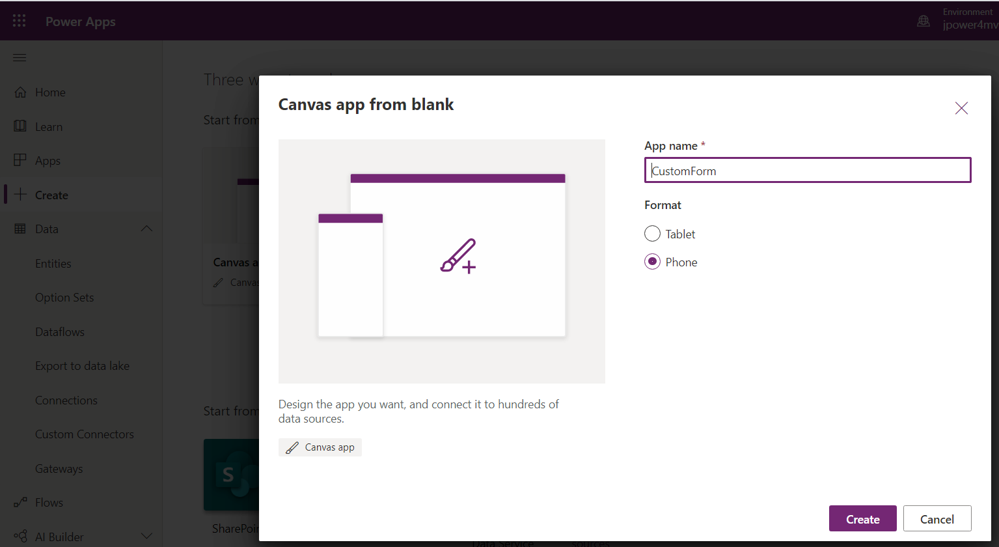 Power Apps
Environment
jpower4mv
Home
Learn
Apps
Create
Data
Entities
Option Sets
Dataflows
Export to data lake
Connections
Custom Connectors
Gateways
Flows
AI Builder
Three w
Start from
Canvas a
Canvas
Start from
S
SharePoi
Data Service
sources
Canvas app from blank
Design the app you want, and connect it to hundreds of
data sources.
Canvas app
App name *
CustomForm
Format
Tablet
Phone
Create
Cancel